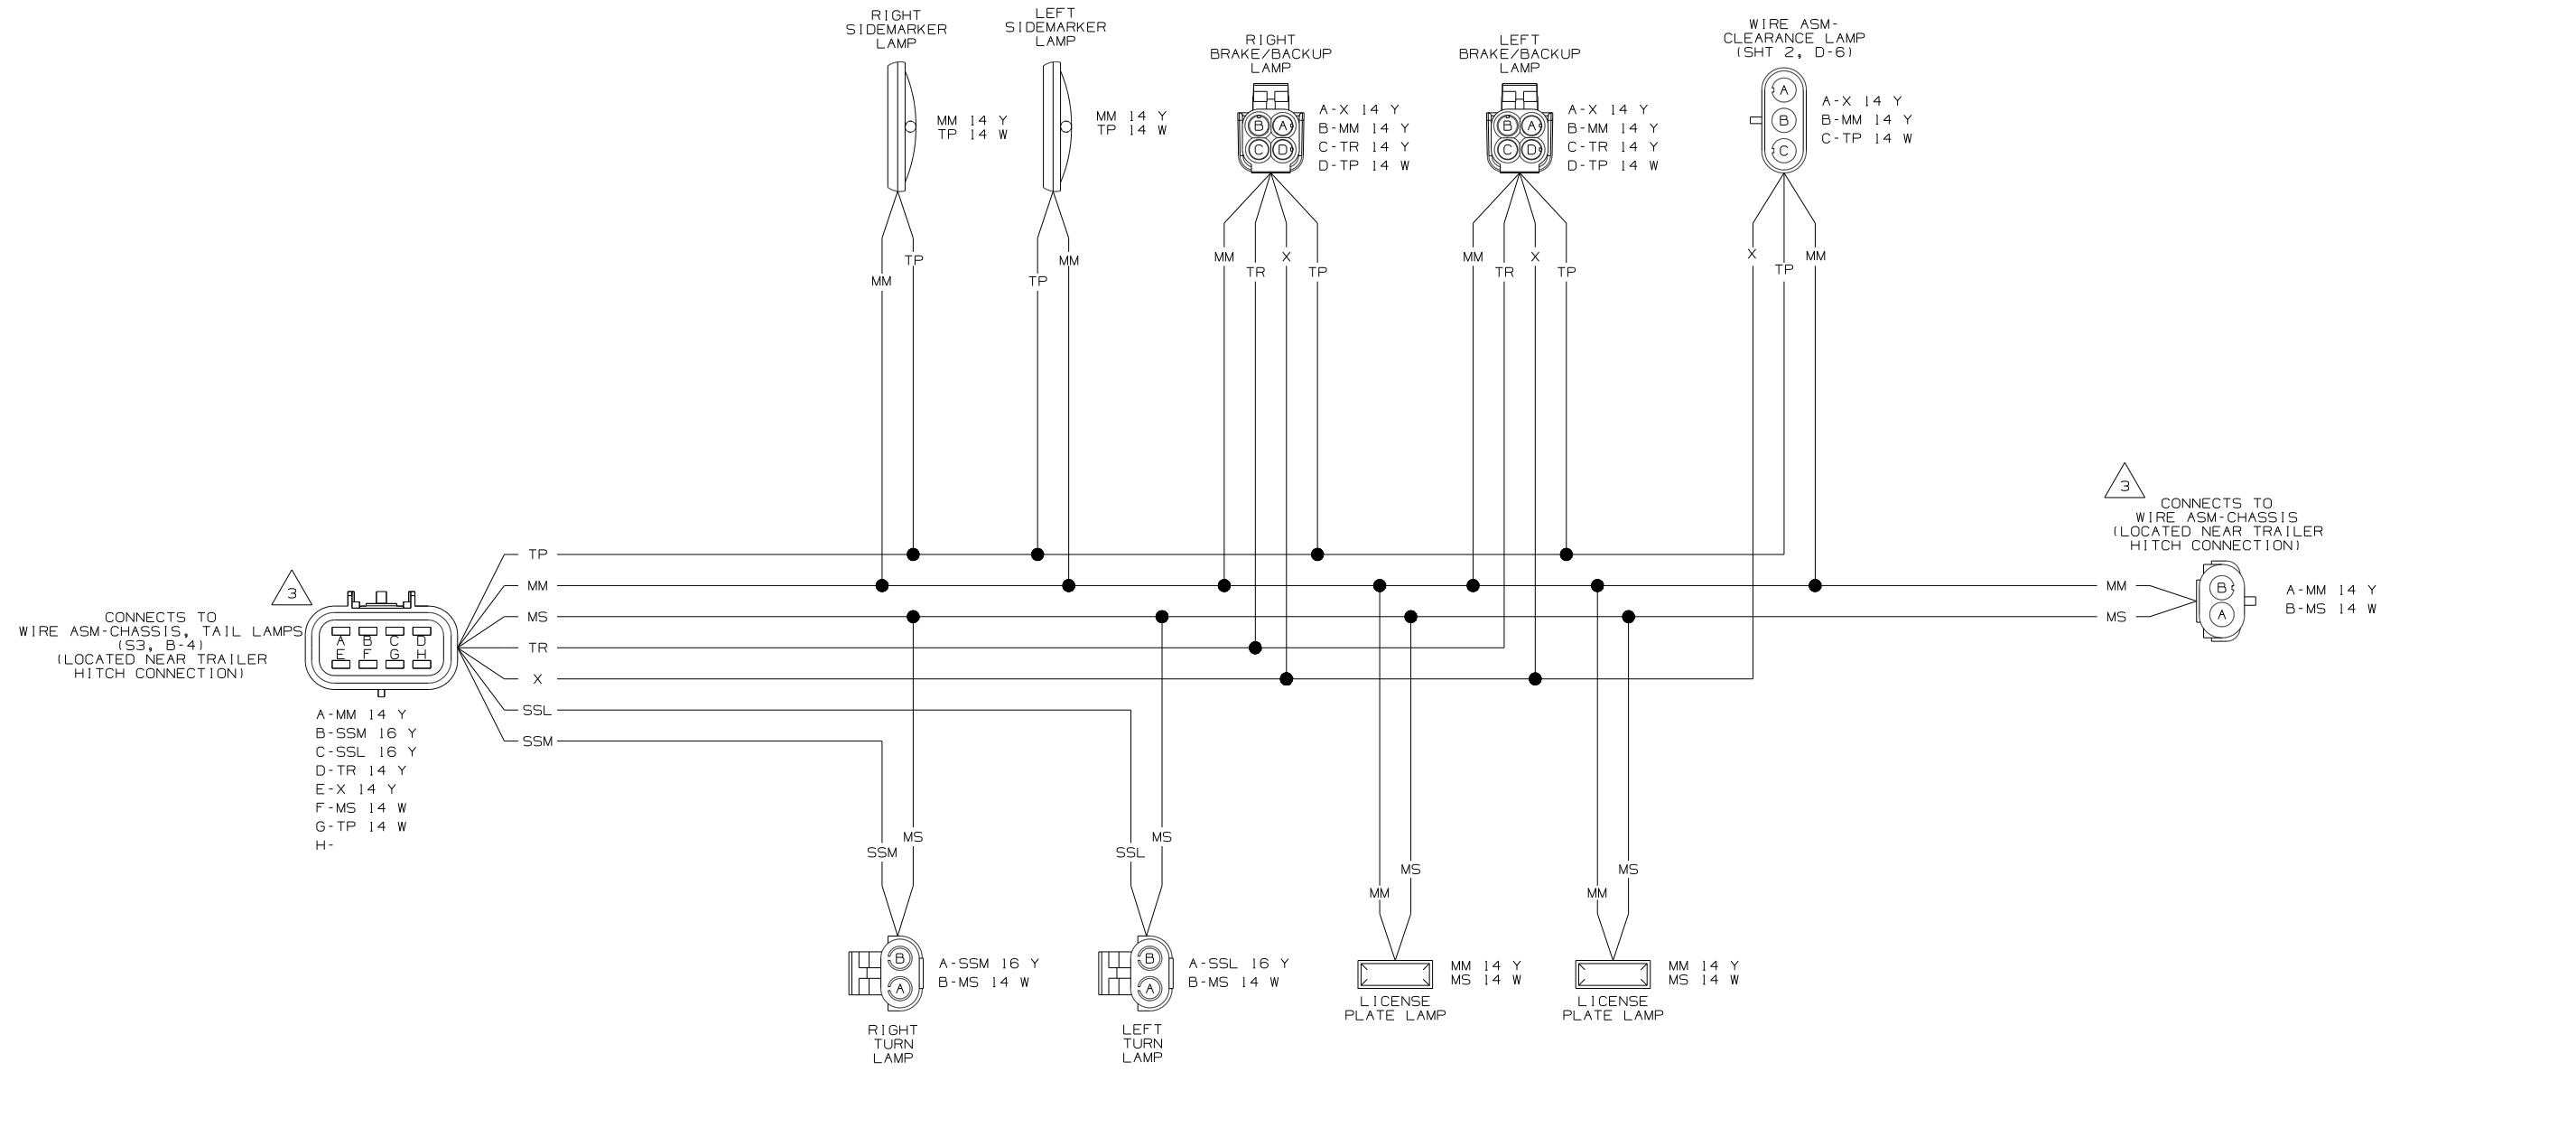 RIGHT
SIDEMARKER
LAMP
MM 14 Y
TP 14 W
LEFT
SIDEMARKER
LAMP
MM 14 Y
TP 14 W
RIGHT
BRAKE/BACKUP
LAMP
B A
C D
A-X 14 Y
B-MM 14 Y
C-TR 14 Y
D-TP 14 W
LEFT
BRAKE/BACKUP
LAMP
B A
C D
A-X 14 Y
B-MM 14 Y
C-TR 14 Y
D-TP 14 W
WIRE ASM-
CLEARANCE LAMP
(SHT 2, D-6)
A
B
C
A-X 14 Y
B-MM 14 Y
C-TP 14 W
MM
TP
TP
MM
MM
TR
X
TP
MM
TR
X
TP
X
TP
MM
3
CONNECTS TO
WIRE ASM-CHASSIS
(LOCATED NEAR TRAILER
HITCH CONNECTION)
MM
MS
B
A
A-MM 14 Y
B-MS 14 W
3
CONNECTS TO
WIRE ASM-CHASSIS, TAIL LAMPS
(S3, B-4)
(LOCATED NEAR TRAILER
HITCH CONNECTION)
A B C D
E F G H
A-MM 14 Y
B-SSM 16 Y
C-SSL 16 Y
D-TR 14 Y
E-X 14 Y
F-MS 14 W
G-TP 14 W
H-
TP
MM
MS
TR
X
SSL
SSM
SSM
MS
B
A
A-SSM 16 Y
B-MS 14 W
RIGHT
TURN
LAMP
SSL
MS
B
A
A-SSL 16 Y
B-MS 14 W
LEFT
TURN
LAMP
MM
MS
MM 14 Y
MS 14 W
LICENSE
PLATE LAMP
MM
MS
MM 14 Y
MS 14 W
LICENSE
PLATE LAMP